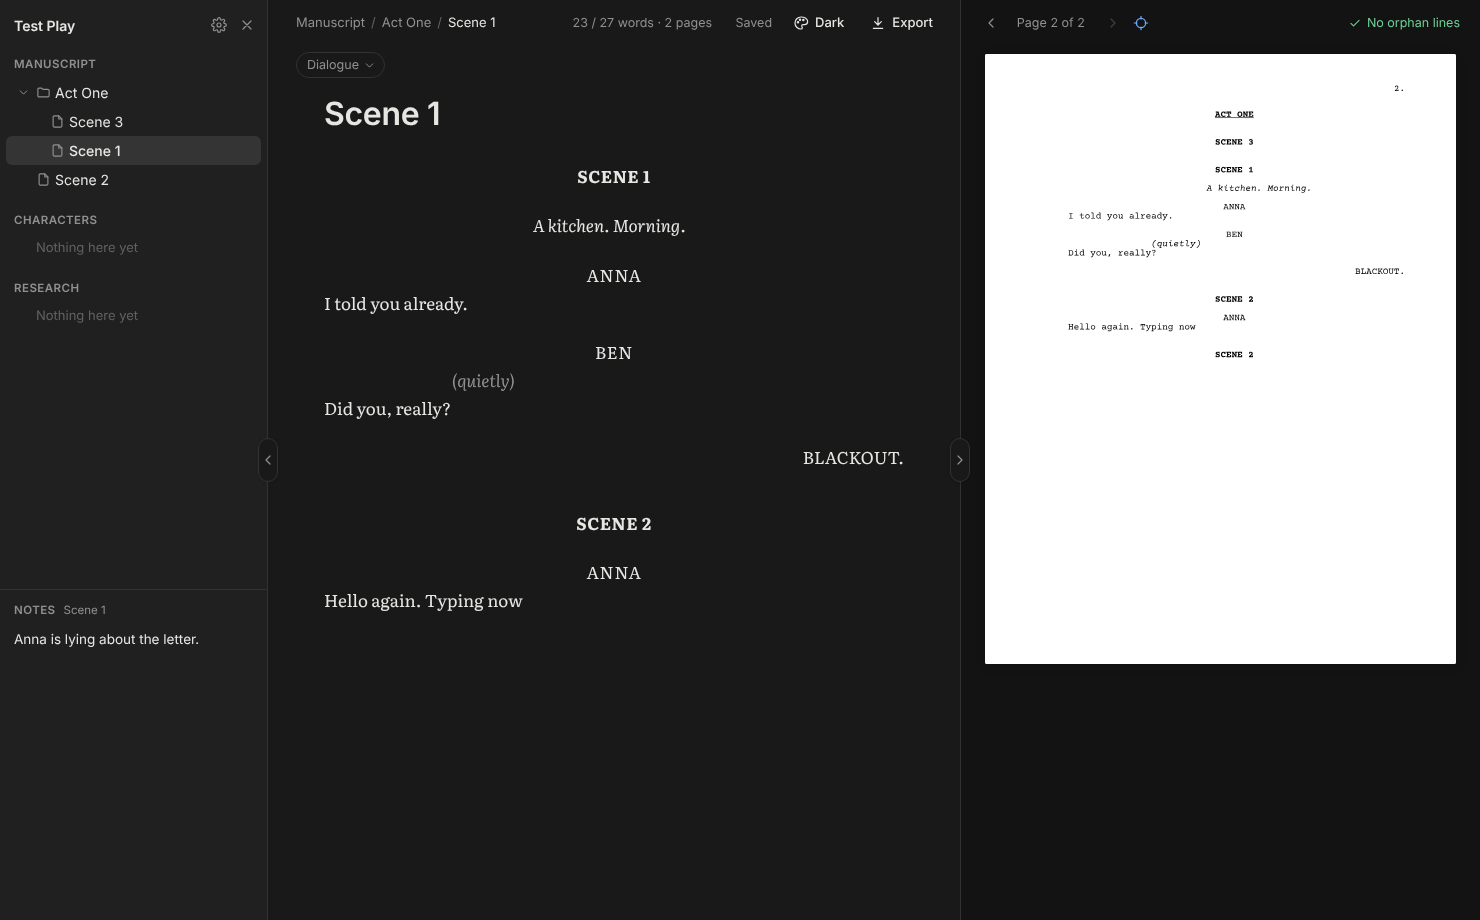 Test Play
MANUSCRIPT
Act One
Scene 3
Scene 1
Scene 2
CHARACTERS
Nothing here yet
RESEARCH
Nothing here yet
NOTES Scene 1
Anna is lying about the letter.
Manuscript / Act One / Scene 1
23 / 27 words · 2 pages
Saved
Dark
Export
Dialogue
Scene 1
SCENE 1
A kitchen. Morning.
ANNA
I told you already.
BEN
(quietly)
Did you, really?
BLACKOUT.
SCENE 2
ANNA
Hello again. Typing now
Page 2 of 2
No orphan lines
2.
ACT ONE
SCENE 3
SCENE 1
A kitchen. Morning.
ANNA
I told you already.
BEN
(quietly)
Did you, really?
BLACKOUT.
SCENE 2
ANNA
Hello again. Typing now
SCENE 2